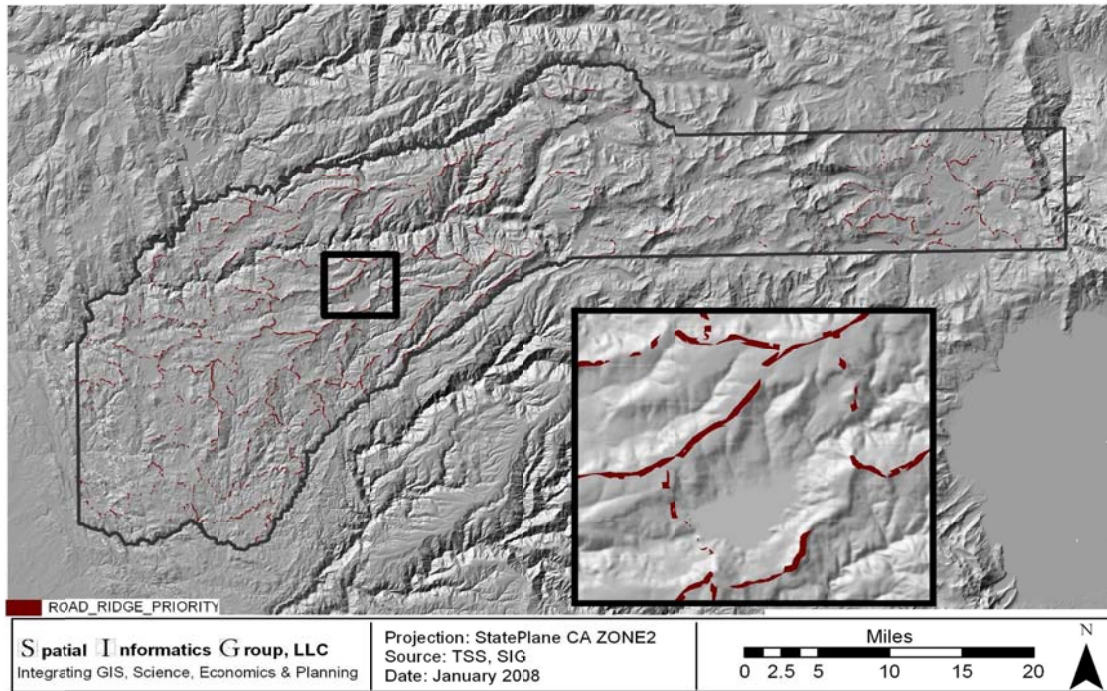 ROAD_RIDGE_PRIORITY
Spatial Informatics Group, LLC
Integrating GIS, Science, Economics & Planning
Projection: StatePlane CA ZONE2
Source: TSS, SIG
Date: January 2008
Miles
0 2.5 5 10 15 20
N